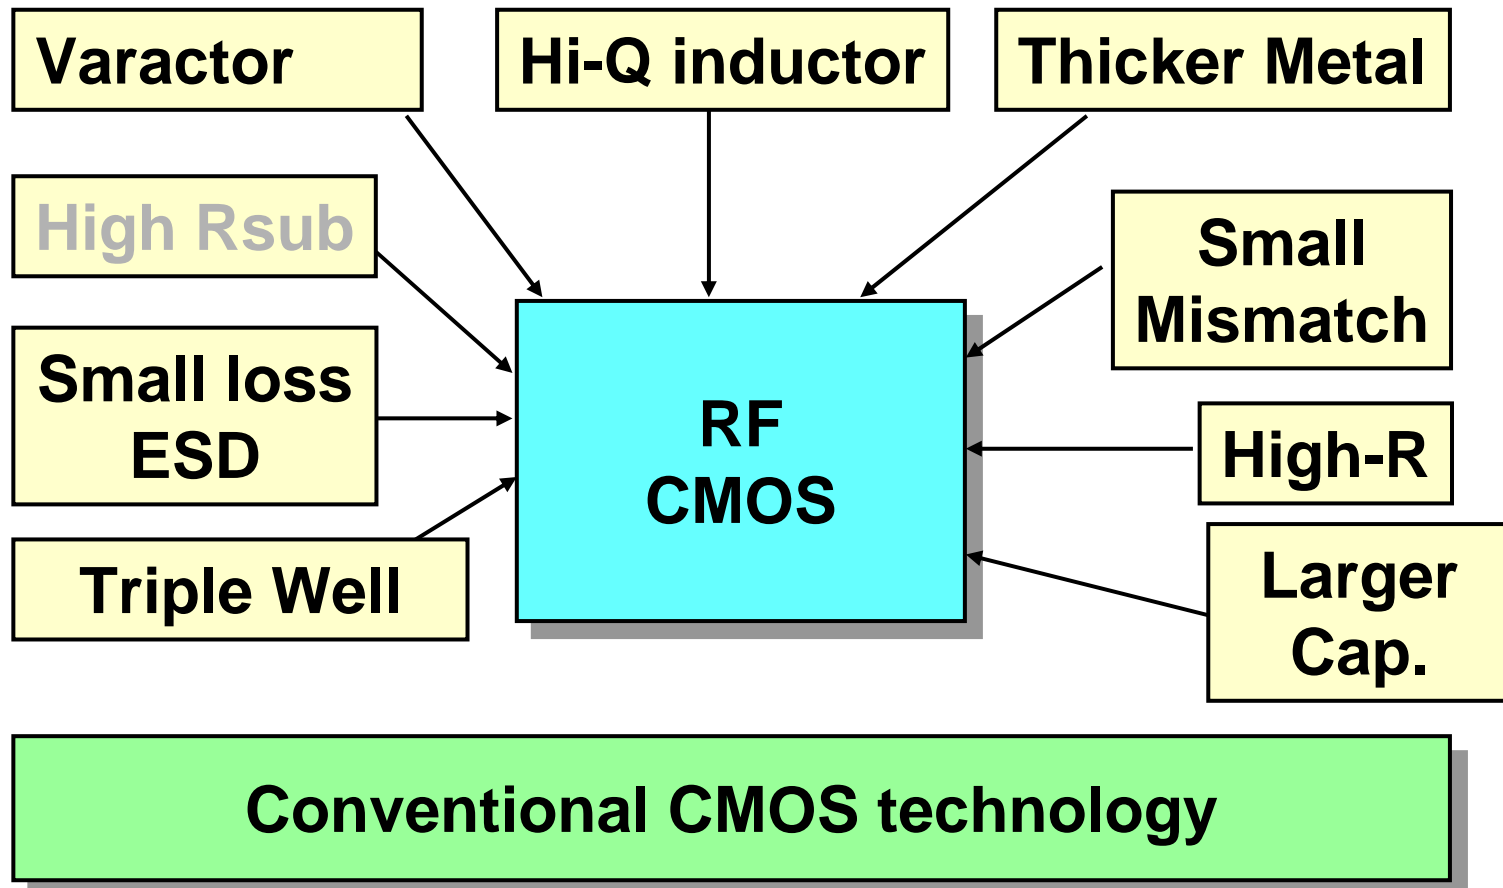 Varactor
Hi-Q inductor
Thicker Metal
High Rsub
Small
Mismatch
Small loss
ESD
RF
CMOS
High-R
Triple Well
Larger
Cap.
Conventional CMOS technology